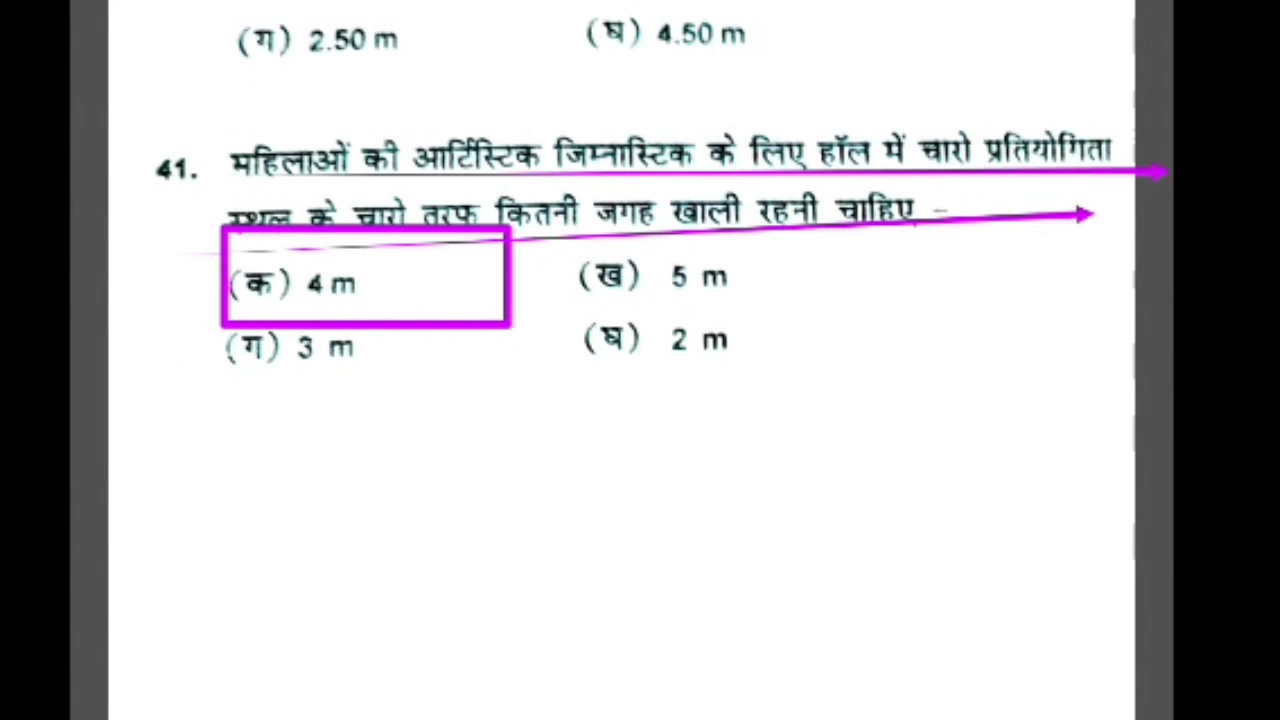 (ग) 2.50 m (घ) 4.50 m
41. महिलाओं की आर्टिस्टिक जिम्नास्टिक के लिए हॉल में चारो प्रतियोगिता
स्थल के चारो तरफ कितनी जगह खाली रहनी चाहिए –
(क) 4 m (ख) 5 m
(ग) 3 m (घ) 2 m